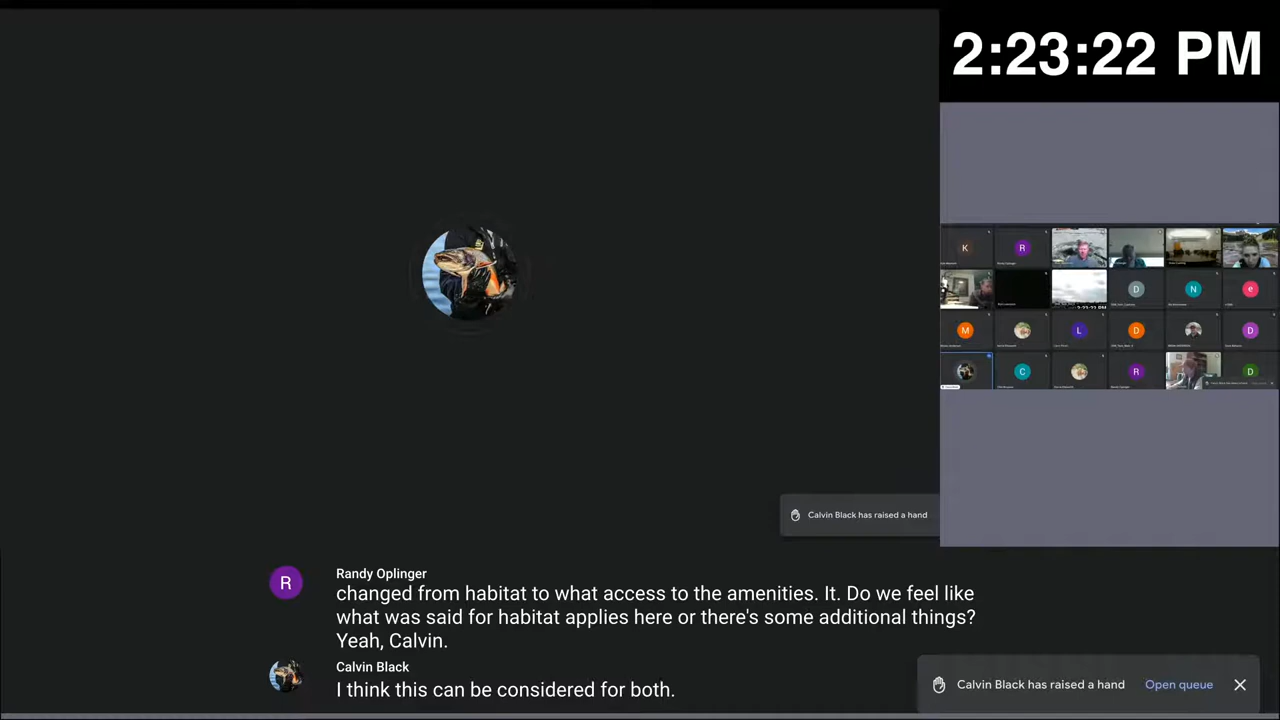 2:23:22 PM
K
R
D
N
e
M
L
D
D
C
R
D
Calvin Black has raised a hand
Randy Oplinger
R
changed from habitat to what access to the amenities. It. Do we feel like
what was said for habitat applies here or there's some additional things?
Yeah, Calvin.
Calvin Black
I think this can be considered for both.
Calvin Black has raised a hand
Open queue